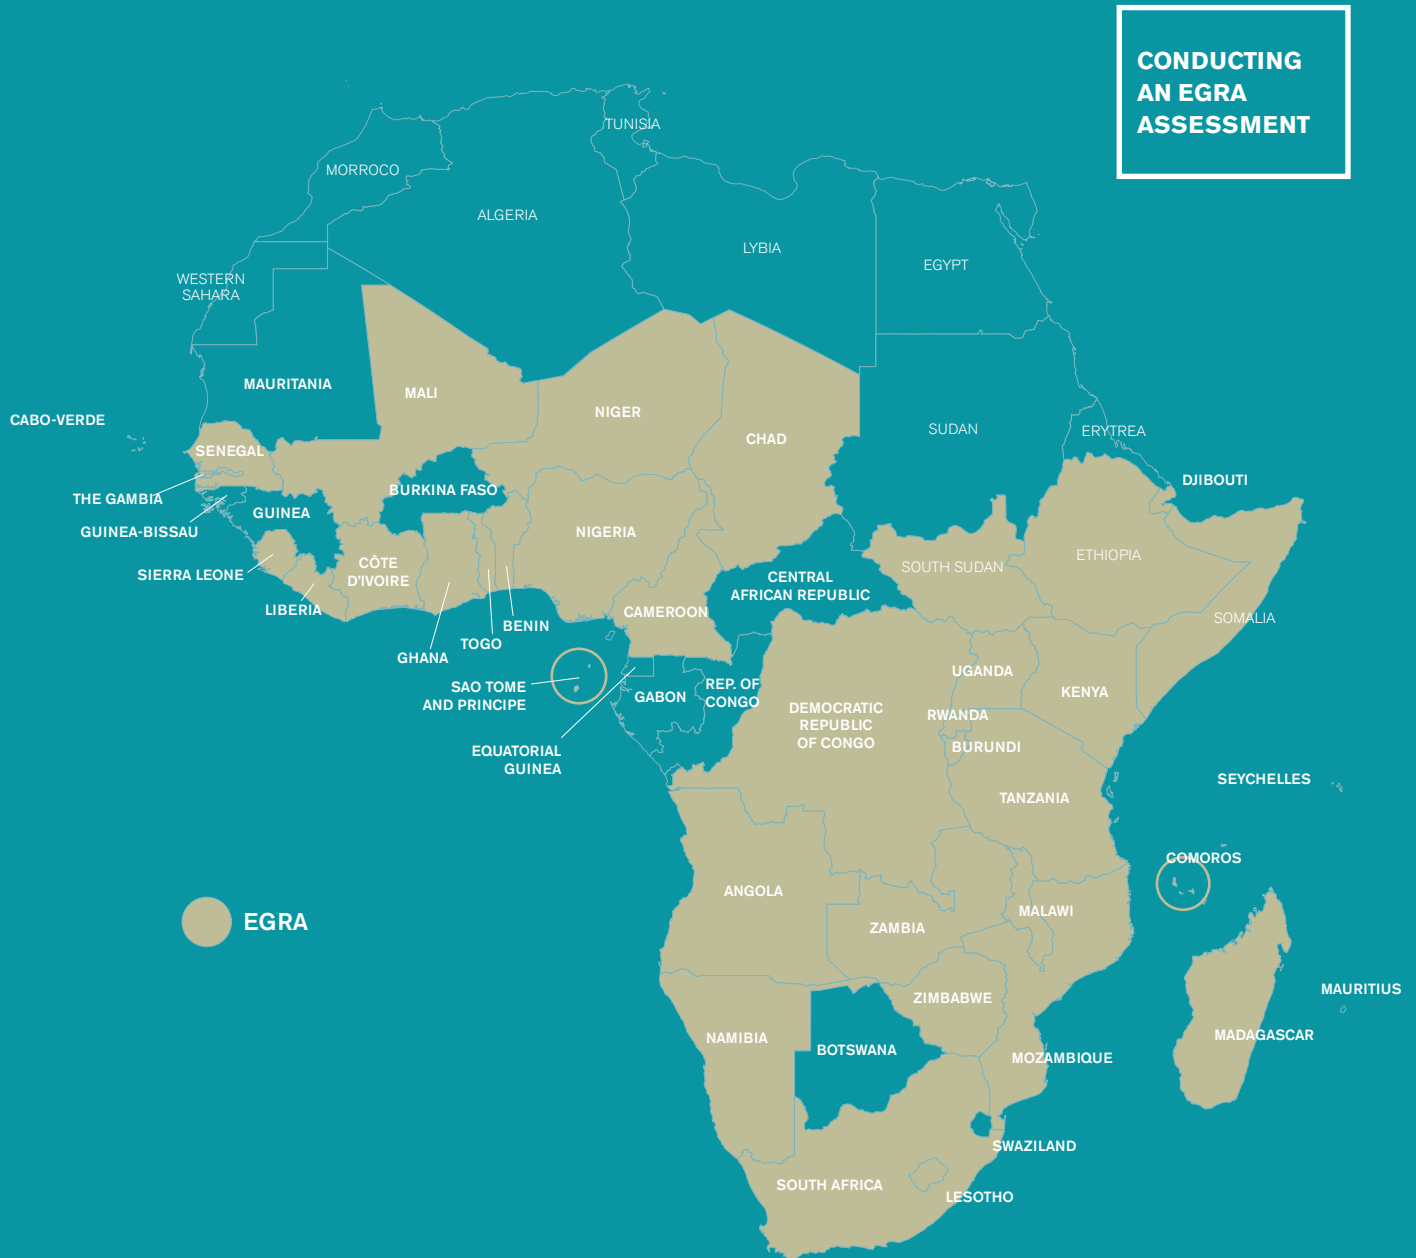 CONDUCTING
AN EGRA
ASSESSMENT
TUNISIA
MORROCO
ALGERIA
LYBIA
EGYPT
WESTERN
SAHARA
MAURITANIA
MALI
NIGER
CHAD
SUDAN
ERYTREA
CABO-VERDE
SENEGAL
DJIBOUTI
THE GAMBIA
BURKINA FASO
GUINEA
GUINEA-BISSAU
NIGERIA
ETHIOPIA
SOUTH SUDAN
SIERRA LEONE
CÔTE
D'IVOIRE
CENTRAL
AFRICAN REPUBLIC
LIBERIA
CAMEROON
SOMALIA
BENIN
TOGO
GHANA
SAO TOME
AND PRINCIPE
GABON
REP. OF
CONGO
UGANDA
KENYA
DEMOCRATIC
REPUBLIC
OF CONGO
RWANDA
BURUNDI
EQUATORIAL
GUINEA
TANZANIA
SEYCHELLES
COMOROS
ANGOLA
MALAWI
ZAMBIA
EGRA
ZIMBABWE
MAURITIUS
NAMIBIA
BOTSWANA
MOZAMBIQUE
MADAGASCAR
SWAZILAND
SOUTH AFRICA
LESOTHO